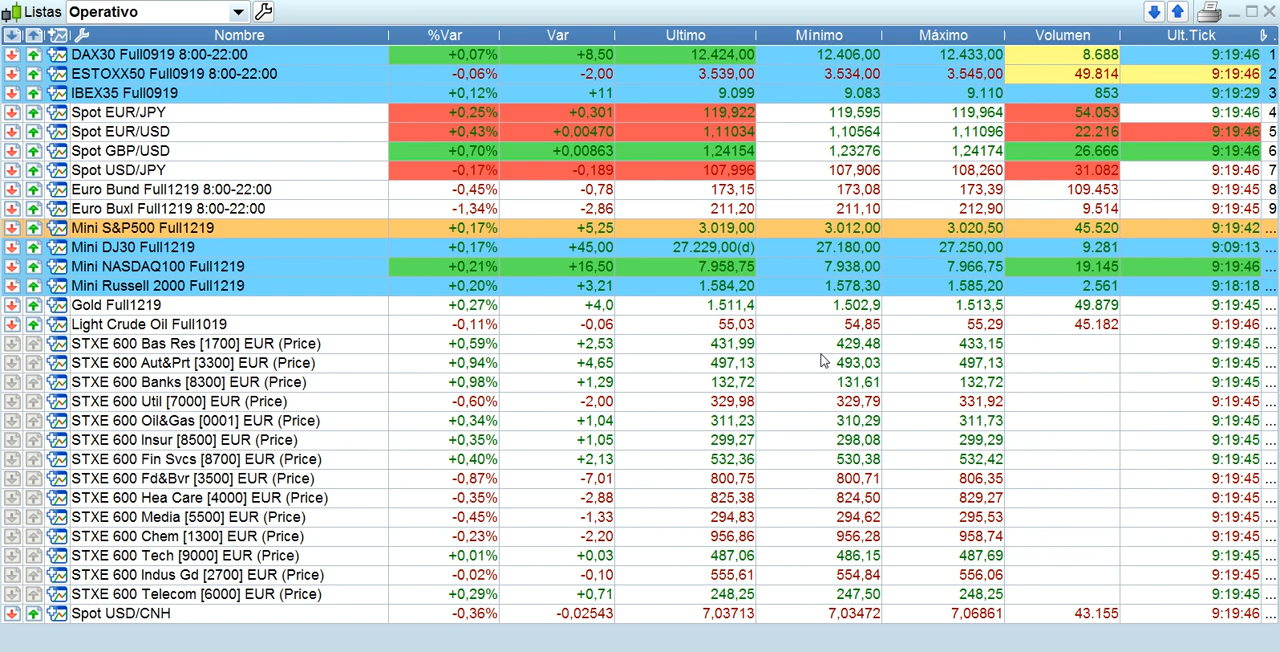 Listas Operativo
Nombre %Var Var Ultimo Mínimo Máximo Volumen Ult.Tick
DAX30 Full0919 8:00-22:00 +0,07% +8,50 12.424,00 12.406,00 12.433,00 8.688 9:19:46 1
ESTOXX50 Full0919 8:00-22:00 -0,06% -2,00 3.539,00 3.534,00 3.545,00 49.814 9:19:46 2
IBEX35 Full0919 +0,12% +11 9.099 9.083 9.110 853 9:19:29 3
Spot EUR/JPY +0,25% +0,301 119,922 119,595 119,964 54.053 9:19:46 4
Spot EUR/USD +0,43% +0,00470 1,11034 1,10564 1,11096 22.216 9:19:46 5
Spot GBP/USD +0,70% +0,00863 1,24154 1,23276 1,24174 26.666 9:19:46 6
Spot USD/JPY -0,17% -0,189 107,996 107,906 108,260 31.082 9:19:46 7
Euro Bund Full1219 8:00-22:00 -0,45% -0,78 173,15 173,08 173,39 109.453 9:19:45 8
Euro Buxl Full1219 8:00-22:00 -1,34% -2,86 211,20 211,10 212,90 9.514 9:19:45 9
Mini S&P500 Full1219 +0,17% +5,25 3.019,00 3.012,00 3.020,50 45.520 9:19:42 ...
Mini DJ30 Full1219 +0,17% +45,00 27.229,00(d) 27.180,00 27.250,00 9.281 9:09:13 ...
Mini NASDAQ100 Full1219 +0,21% +16,50 7.958,75 7.938,00 7.966,75 19.145 9:19:46 ...
Mini Russell 2000 Full1219 +0,20% +3,21 1.584,20 1.578,30 1.585,20 2.561 9:18:18 ...
Gold Full1219 +0,27% +4,0 1.511,4 1.502,9 1.513,5 49.879 9:19:45 ...
Light Crude Oil Full1019 -0,11% -0,06 55,03 54,85 55,29 45.182 9:19:46 ...
STXE 600 Bas Res [1700] EUR (Price) +0,59% +2,53 431,99 429,48 433,15 9:19:45 ...
STXE 600 Aut&Prt [3300] EUR (Price) +0,94% +4,65 497,13 493,03 497,13 9:19:45 ...
STXE 600 Banks [8300] EUR (Price) +0,98% +1,29 132,72 131,61 132,72 9:19:45 ...
STXE 600 Util [7000] EUR (Price) -0,60% -2,00 329,98 329,79 331,92 9:19:45 ...
STXE 600 Oil&Gas [0001] EUR (Price) +0,34% +1,04 311,23 310,29 311,73 9:19:45 ...
STXE 600 Insur [8500] EUR (Price) +0,35% +1,05 299,27 298,08 299,29 9:19:45 ...
STXE 600 Fin Svcs [8700] EUR (Price) +0,40% +2,13 532,36 530,38 532,42 9:19:45 ...
STXE 600 Fd&Bvr [3500] EUR (Price) -0,87% -7,01 800,75 800,71 806,35 9:19:45 ...
STXE 600 Hea Care [4000] EUR (Price) -0,35% -2,88 825,38 824,50 829,27 9:19:45 ...
STXE 600 Media [5500] EUR (Price) -0,45% -1,33 294,83 294,62 295,53 9:19:45 ...
STXE 600 Chem [1300] EUR (Price) -0,23% -2,20 956,86 956,28 958,74 9:19:45 ...
STXE 600 Tech [9000] EUR (Price) +0,01% +0,03 487,06 486,15 487,69 9:19:45 ...
STXE 600 Indus Gd [2700] EUR (Price) -0,02% -0,10 555,61 554,84 556,06 9:19:45 ...
STXE 600 Telecom [6000] EUR (Price) +0,29% +0,71 248,25 247,50 248,25 9:19:45 ...
Spot USD/CNH -0,36% -0,02543 7,03713 7,03472 7,06861 43.155 9:19:46 ...